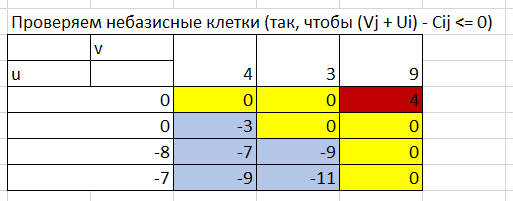 Проверяем небазисные клетки (так, чтобы (Vj + Ui) - Cij <= 0)
v
u 4 3 9
0 0 0 4
0 -3 0 0
-8 -7 -9 0
-7 -9 -11 0